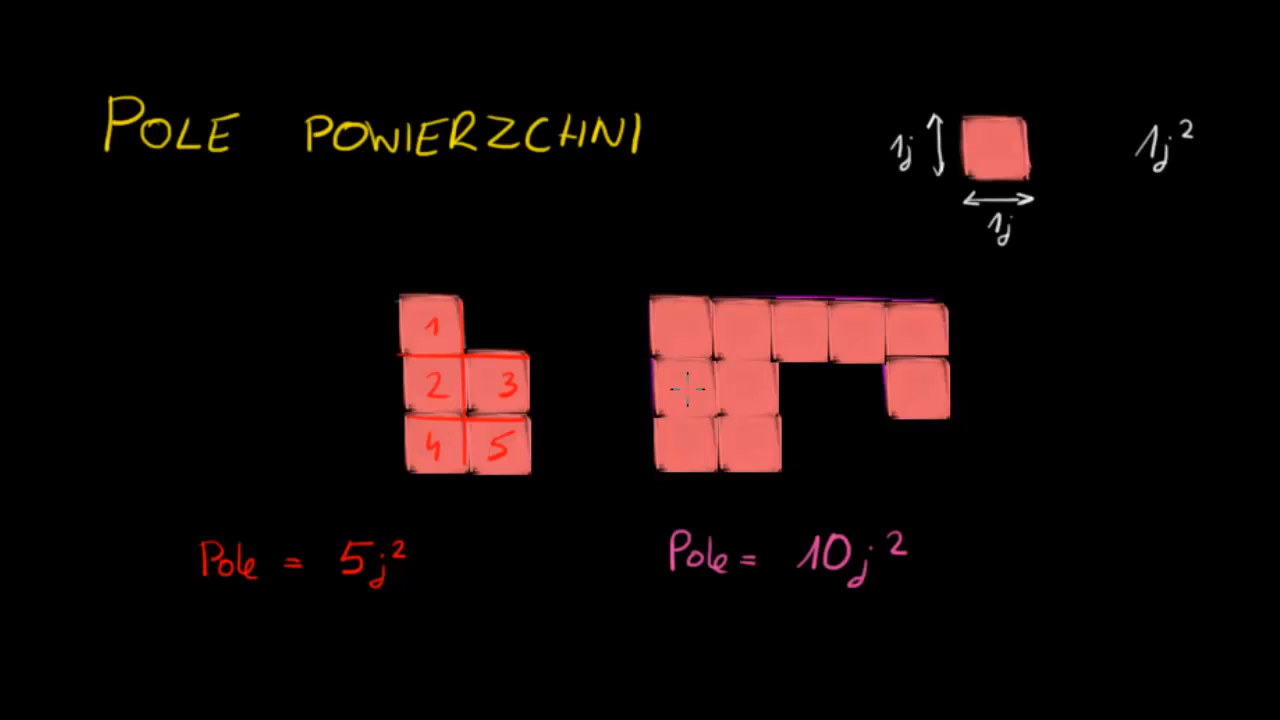 POLE POWIERZCHNI
1j
1j
1j²
1
2 3
4 5
Pole = 5j²
Pole = 10j²